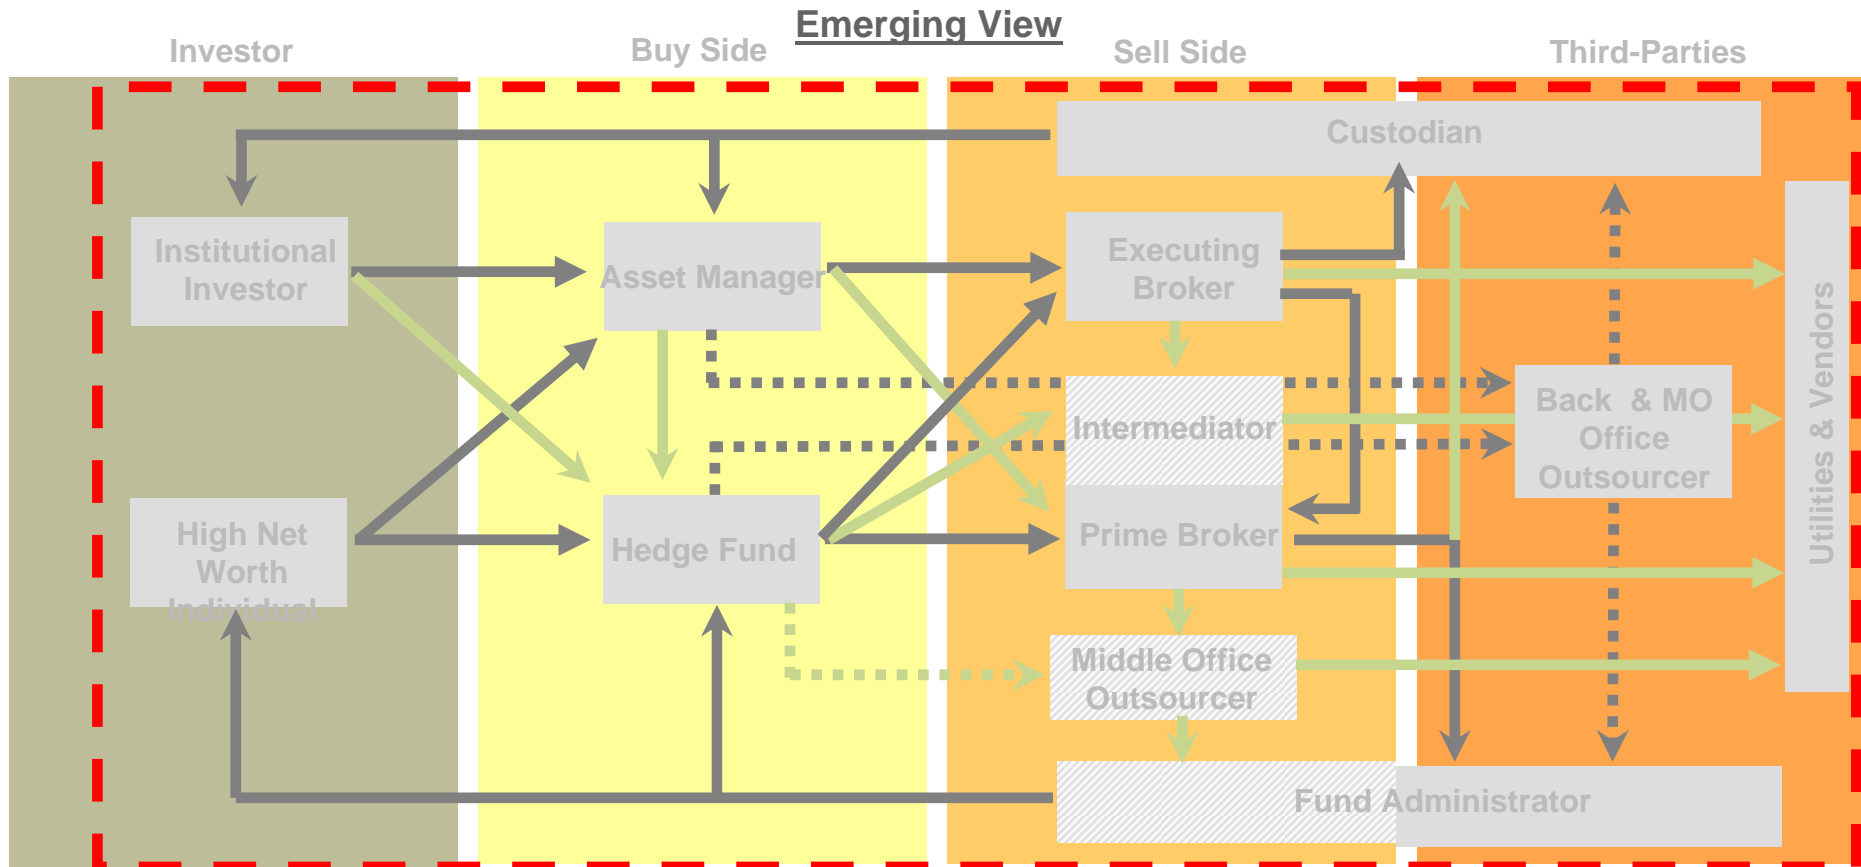 Emerging View
Investor
Buy Side
Sell Side
Third-Parties
Custodian
Institutional
Investor
Asset Manager
Executing
Broker
Intermediator
Back & MO
Office
Outsourcer
Utilities & Vendors
High Net
Worth
Individual
Hedge Fund
Prime Broker
Middle Office
Outsourcer
Fund Administrator